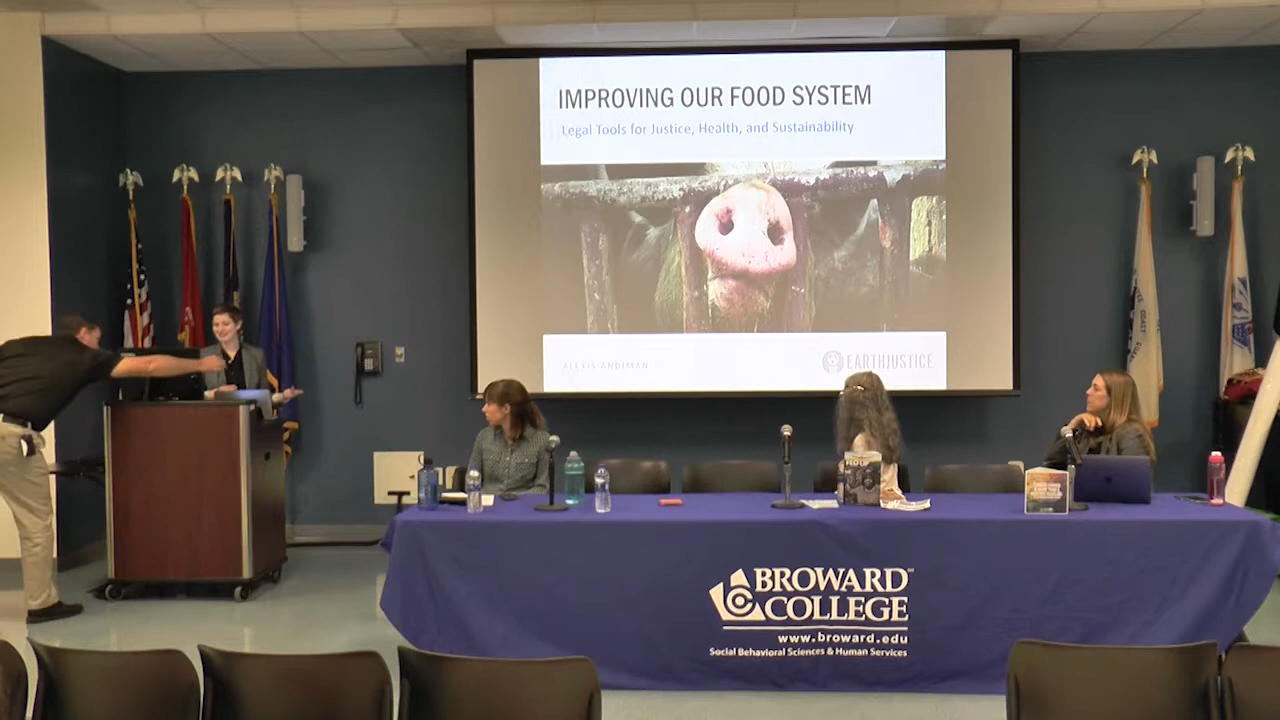 IMPROVING OUR FOOD SYSTEM
Legal Tools for Justice, Health, and Sustainability
ALEXIS ANDIMAN
EARTHJUSTICE
BROWARD
COLLEGE
www.broward.edu
Social Behavioral Sciences & Human Services